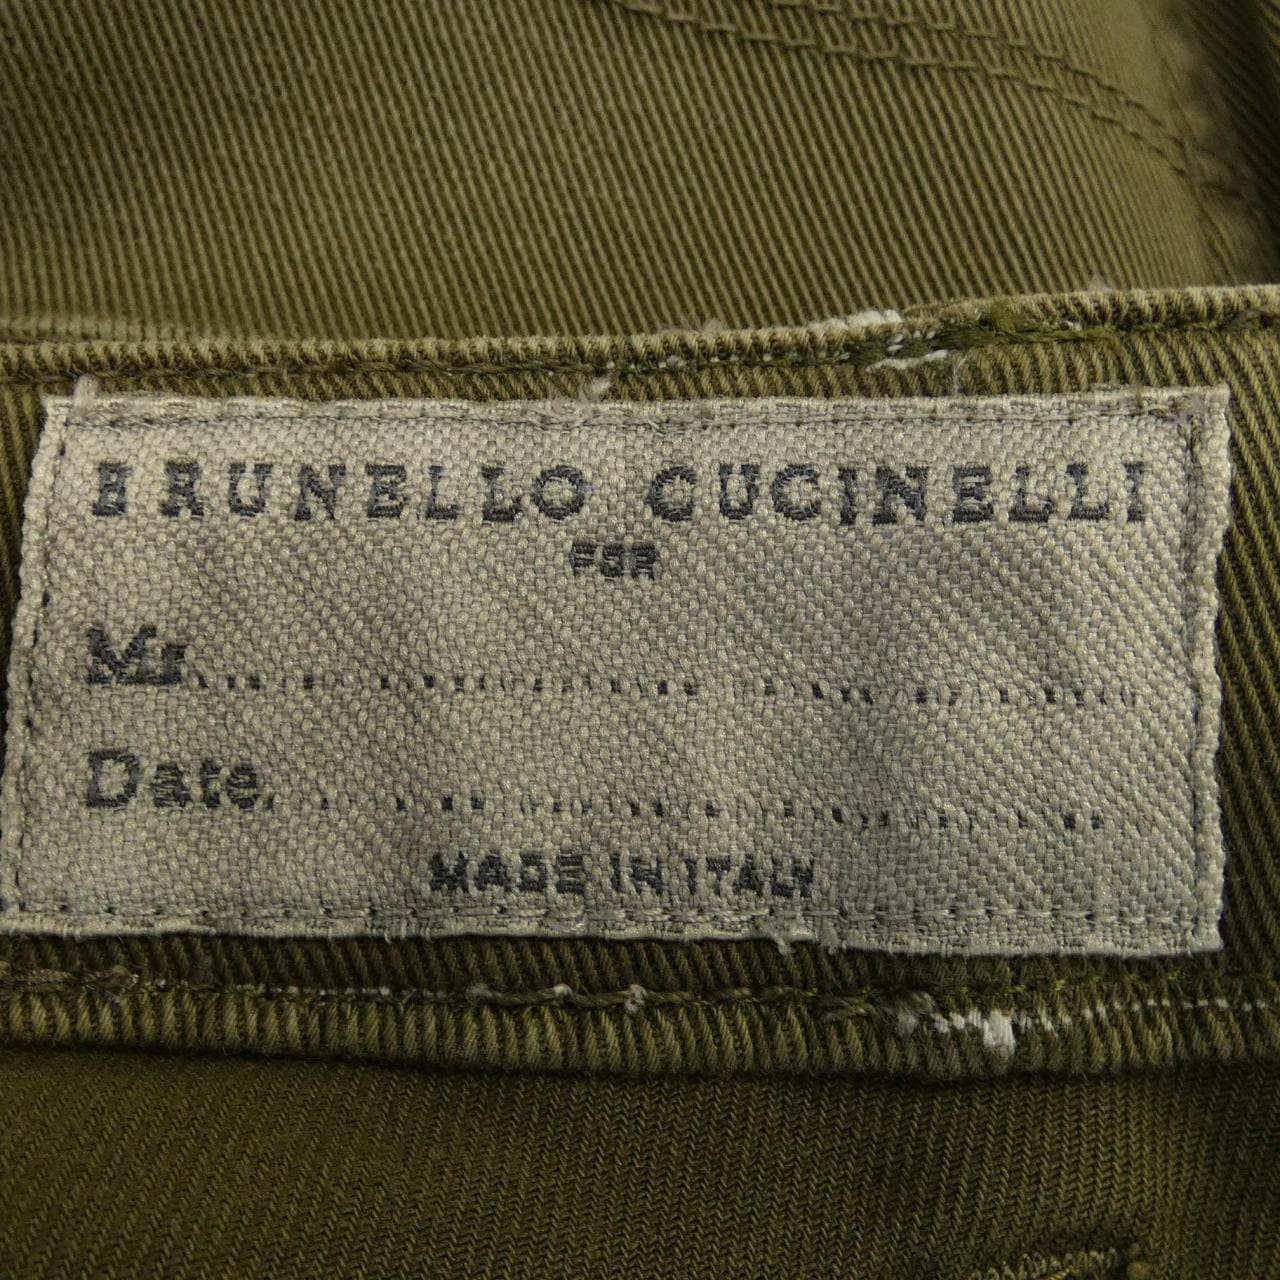 BRUNELLO CUCINELLI
FOR
Mr..............................
Date..............................
MADE IN ITALY